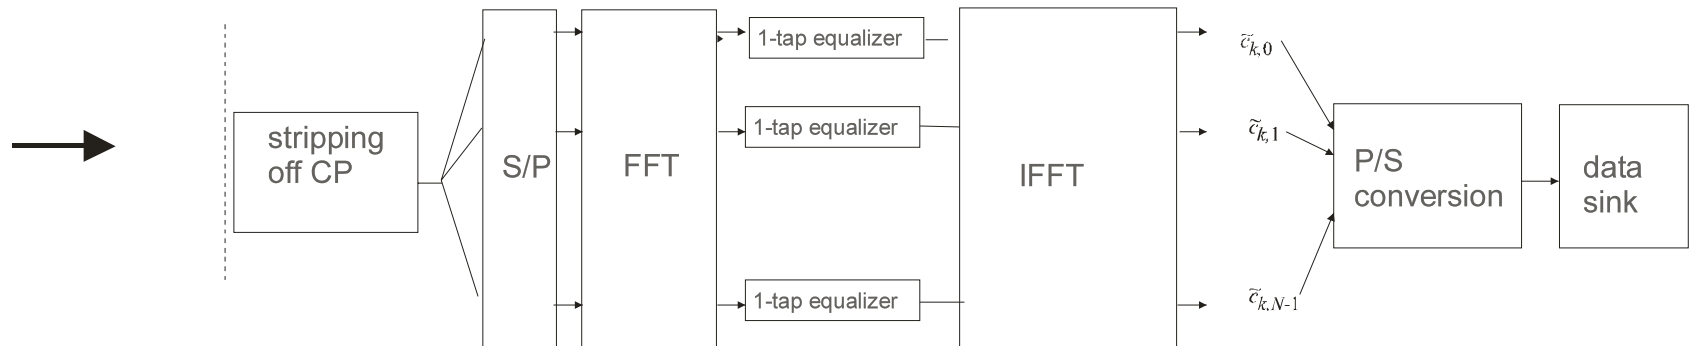 stripping
off CP
S/P
FFT
1-tap equalizer
1-tap equalizer
1-tap equalizer
IFFT
c̃k,0
c̃k,1
c̃k,N-1
P/S
conversion
data
sink